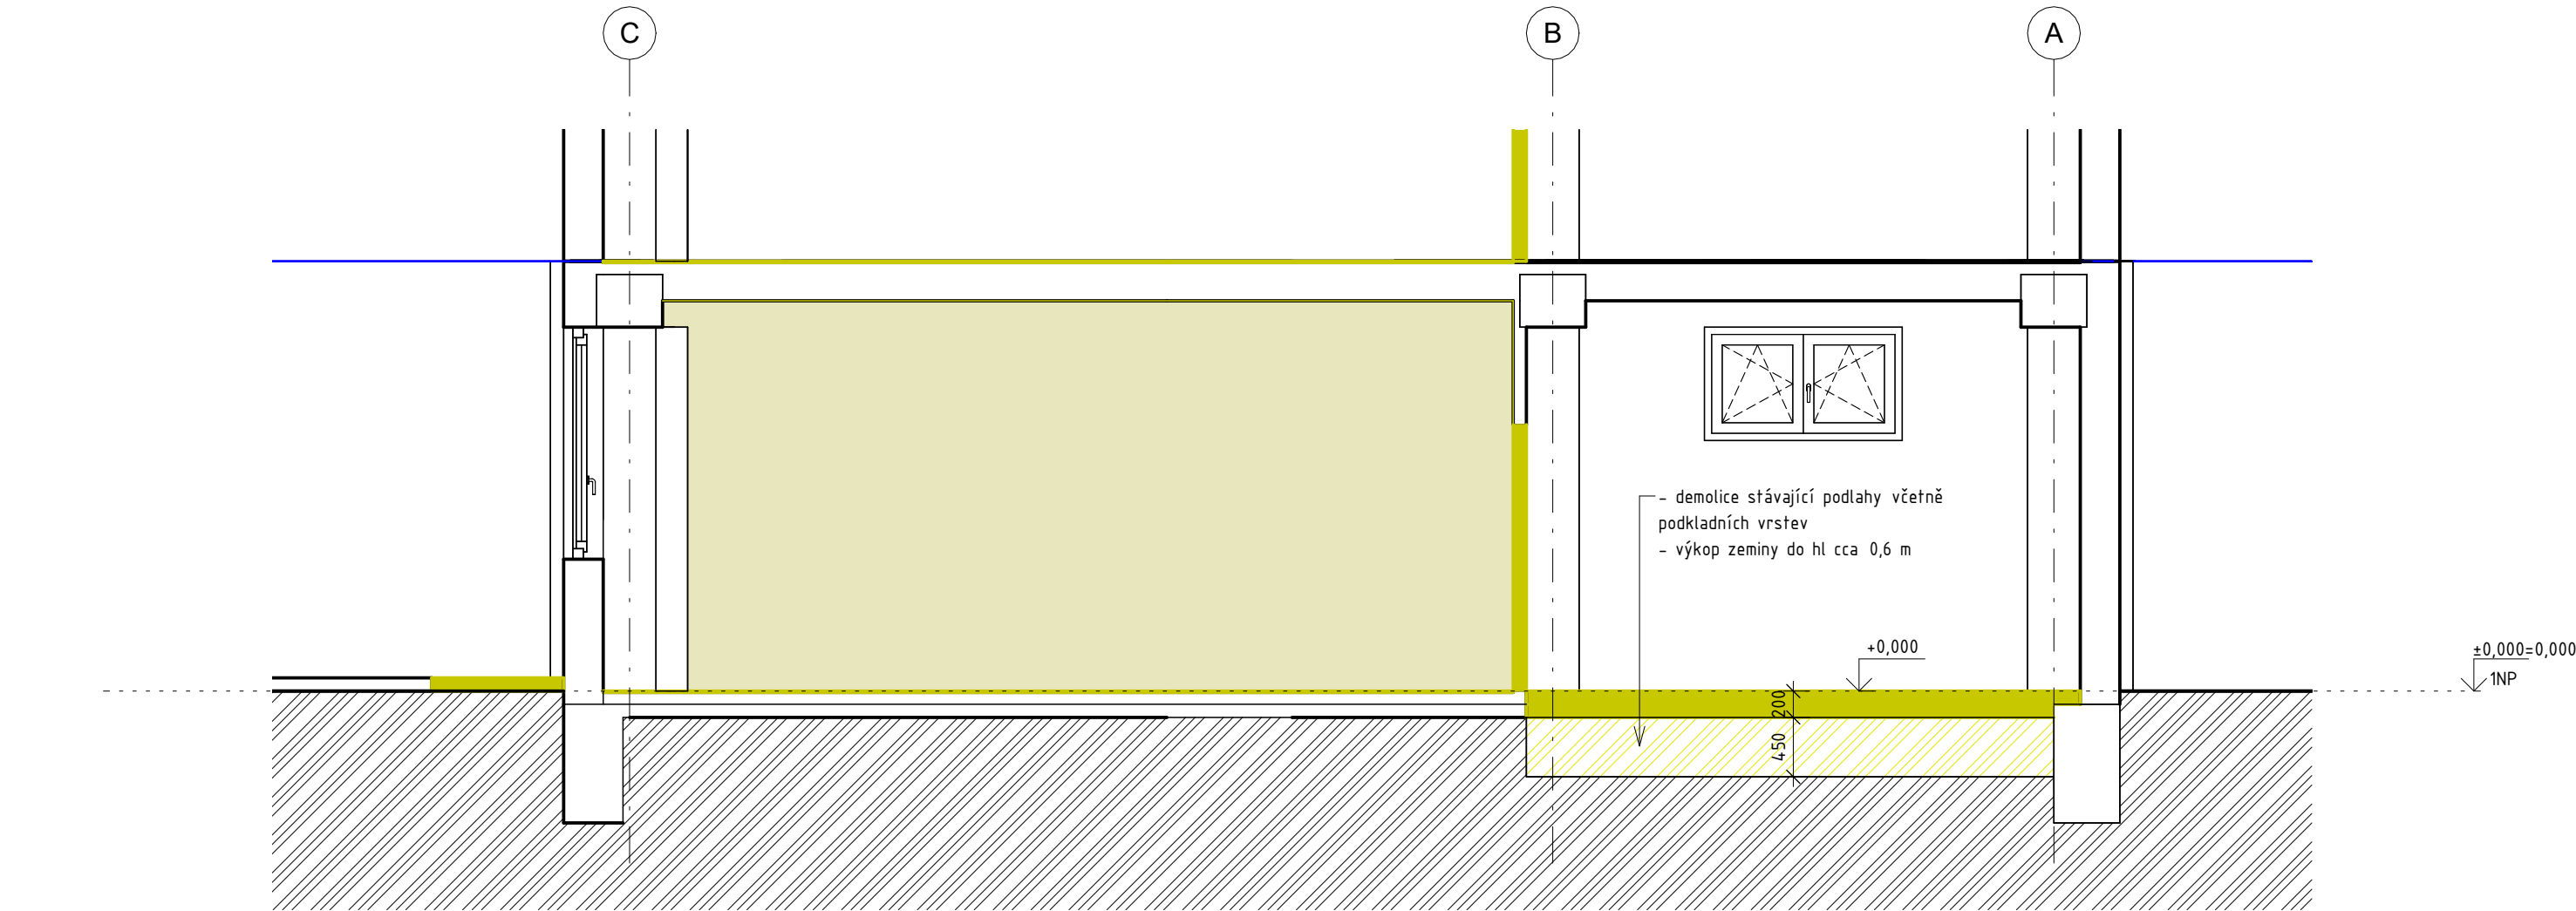 C
B
A
- demolice stávající podlahy včetně
podkladních vrstev
- výkop zeminy do hl cca 0,6 m
+0,000
±0,000=0,000
1NP
200
450